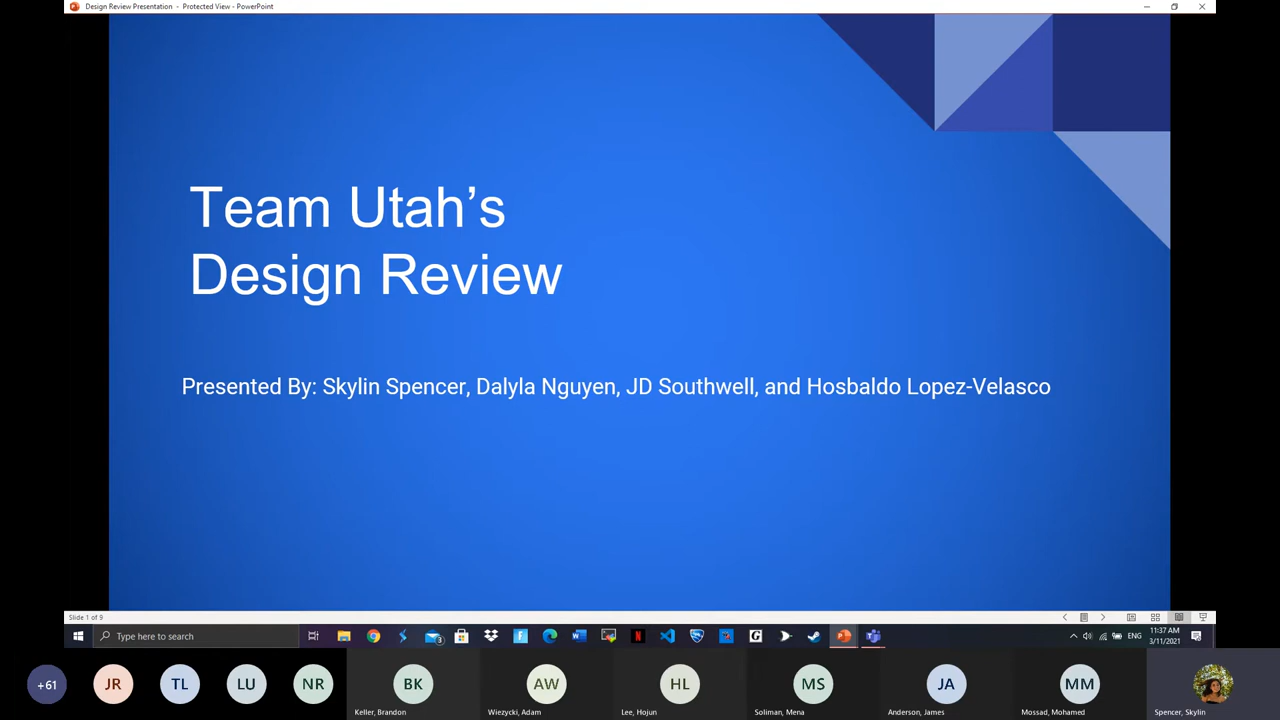 Design Review Presentation - Protected View - PowerPoint
Team Utah's
Design Review
Presented By: Skylin Spencer, Dalyla Nguyen, JD Southwell, and Hosbaldo Lopez-Velasco
Slide 1 of 9
Type here to search
3
N
G
ENG
11:37 AM
3/11/2021
+61
JR
TL
LU
NR
BK
Keller, Brandon
AW
Wiezycki, Adam
HL
Lee, Hojun
MS
Soliman, Mena
JA
Anderson, James
MM
Mossad, Mohamed
Spencer, Skylin